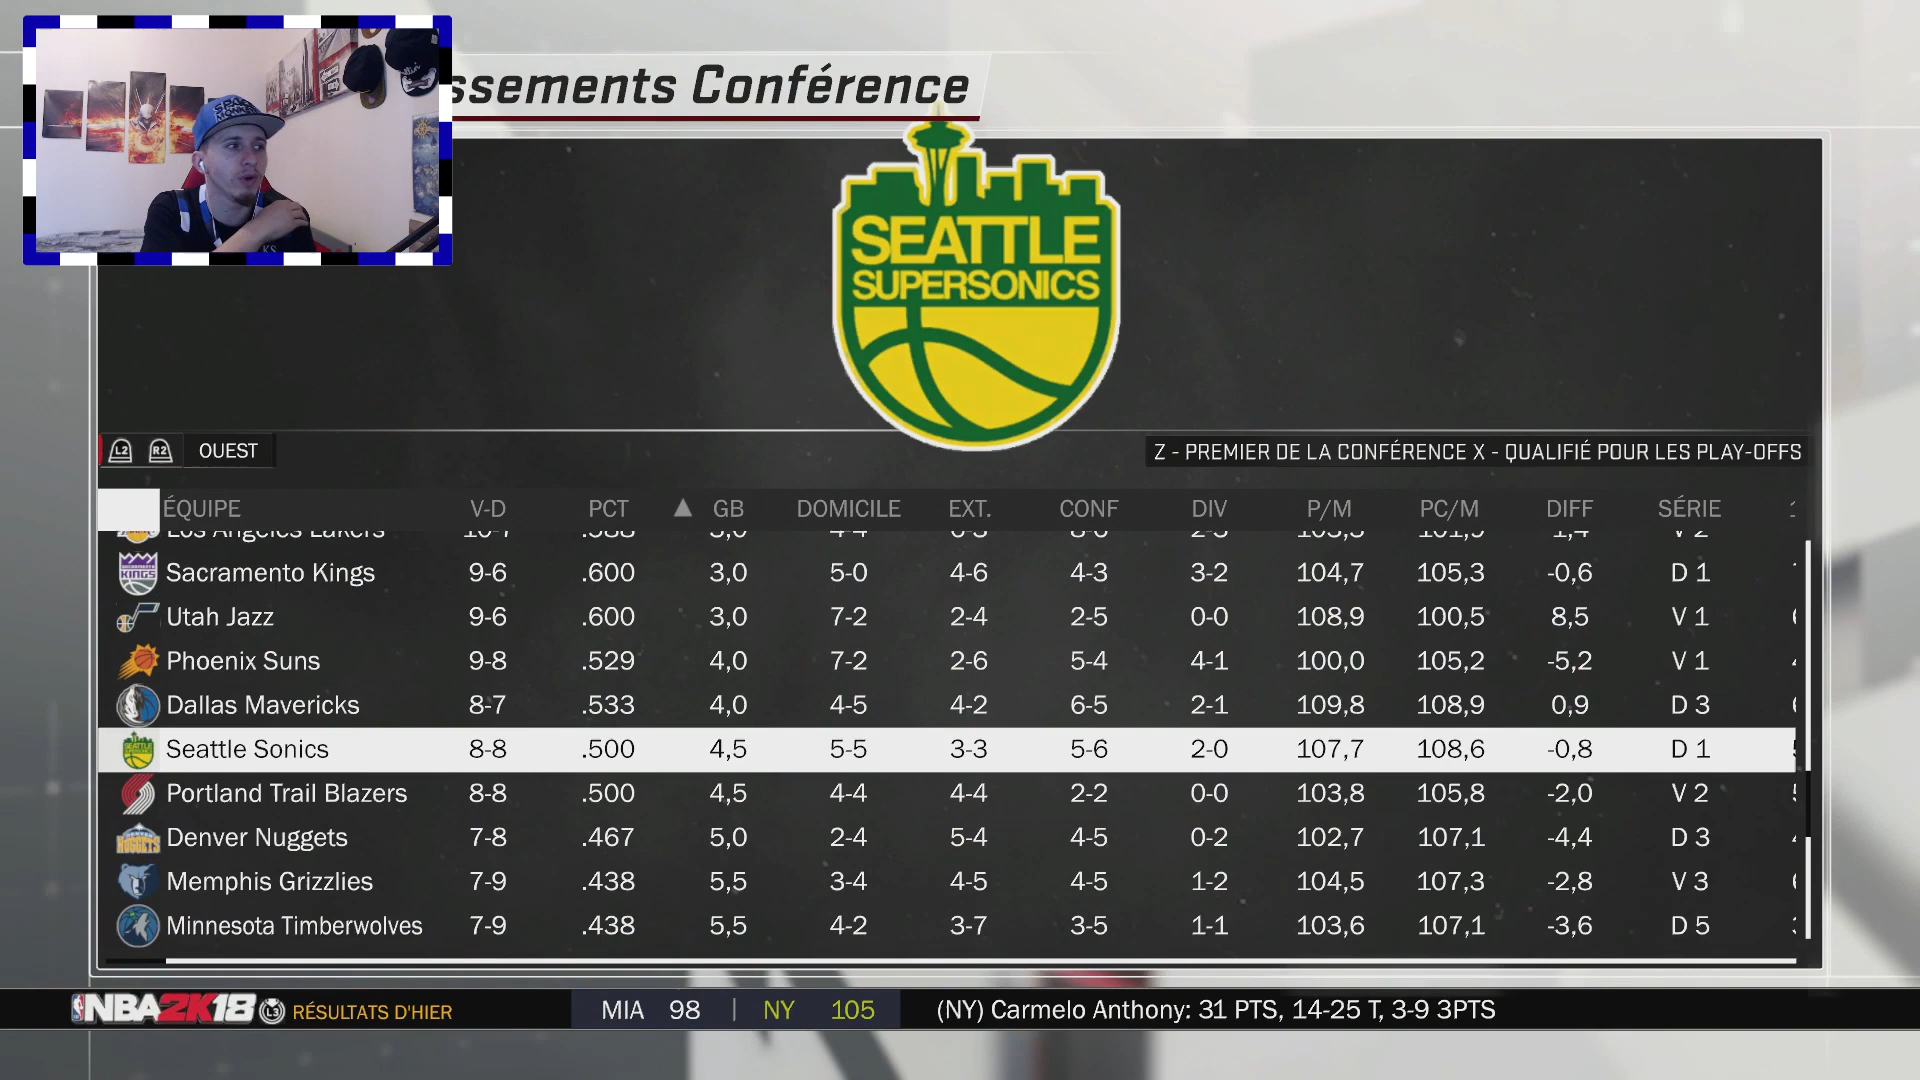 ssements Conférence
SEATTLE
SUPERSONICS
L2 R2 OUEST
Z - PREMIER DE LA CONFÉRENCE X - QUALIFIÉ POUR LES PLAY-OFFS
ÉQUIPE V-D PCT ▲ GB DOMICILE EXT. CONF DIV P/M PC/M DIFF SÉRIE
Los Angeles Lakers
Sacramento Kings 9-6 .600 3,0 5-0 4-6 4-3 3-2 104,7 105,3 -0,6 D 1
Utah Jazz 9-6 .600 3,0 7-2 2-4 2-5 0-0 108,9 100,5 8,5 V 1
Phoenix Suns 9-8 .529 4,0 7-2 2-6 5-4 4-1 100,0 105,2 -5,2 V 1
Dallas Mavericks 8-7 .533 4,0 4-5 4-2 6-5 2-1 109,8 108,9 0,9 D 3
Seattle Sonics 8-8 .500 4,5 5-5 3-3 5-6 2-0 107,7 108,6 -0,8 D 1
Portland Trail Blazers 8-8 .500 4,5 4-4 4-4 2-2 0-0 103,8 105,8 -2,0 V 2
Denver Nuggets 7-8 .467 5,0 2-4 5-4 4-5 0-2 102,7 107,1 -4,4 D 3
Memphis Grizzlies 7-9 .438 5,5 3-4 4-5 4-5 1-2 104,5 107,3 -2,8 V 3
Minnesota Timberwolves 7-9 .438 5,5 4-2 3-7 3-5 1-1 103,6 107,1 -3,6 D 5
NBA2K18 L3 RÉSULTATS D'HIER MIA 98 | NY 105 (NY) Carmelo Anthony: 31 PTS, 14-25 T, 3-9 3PTS